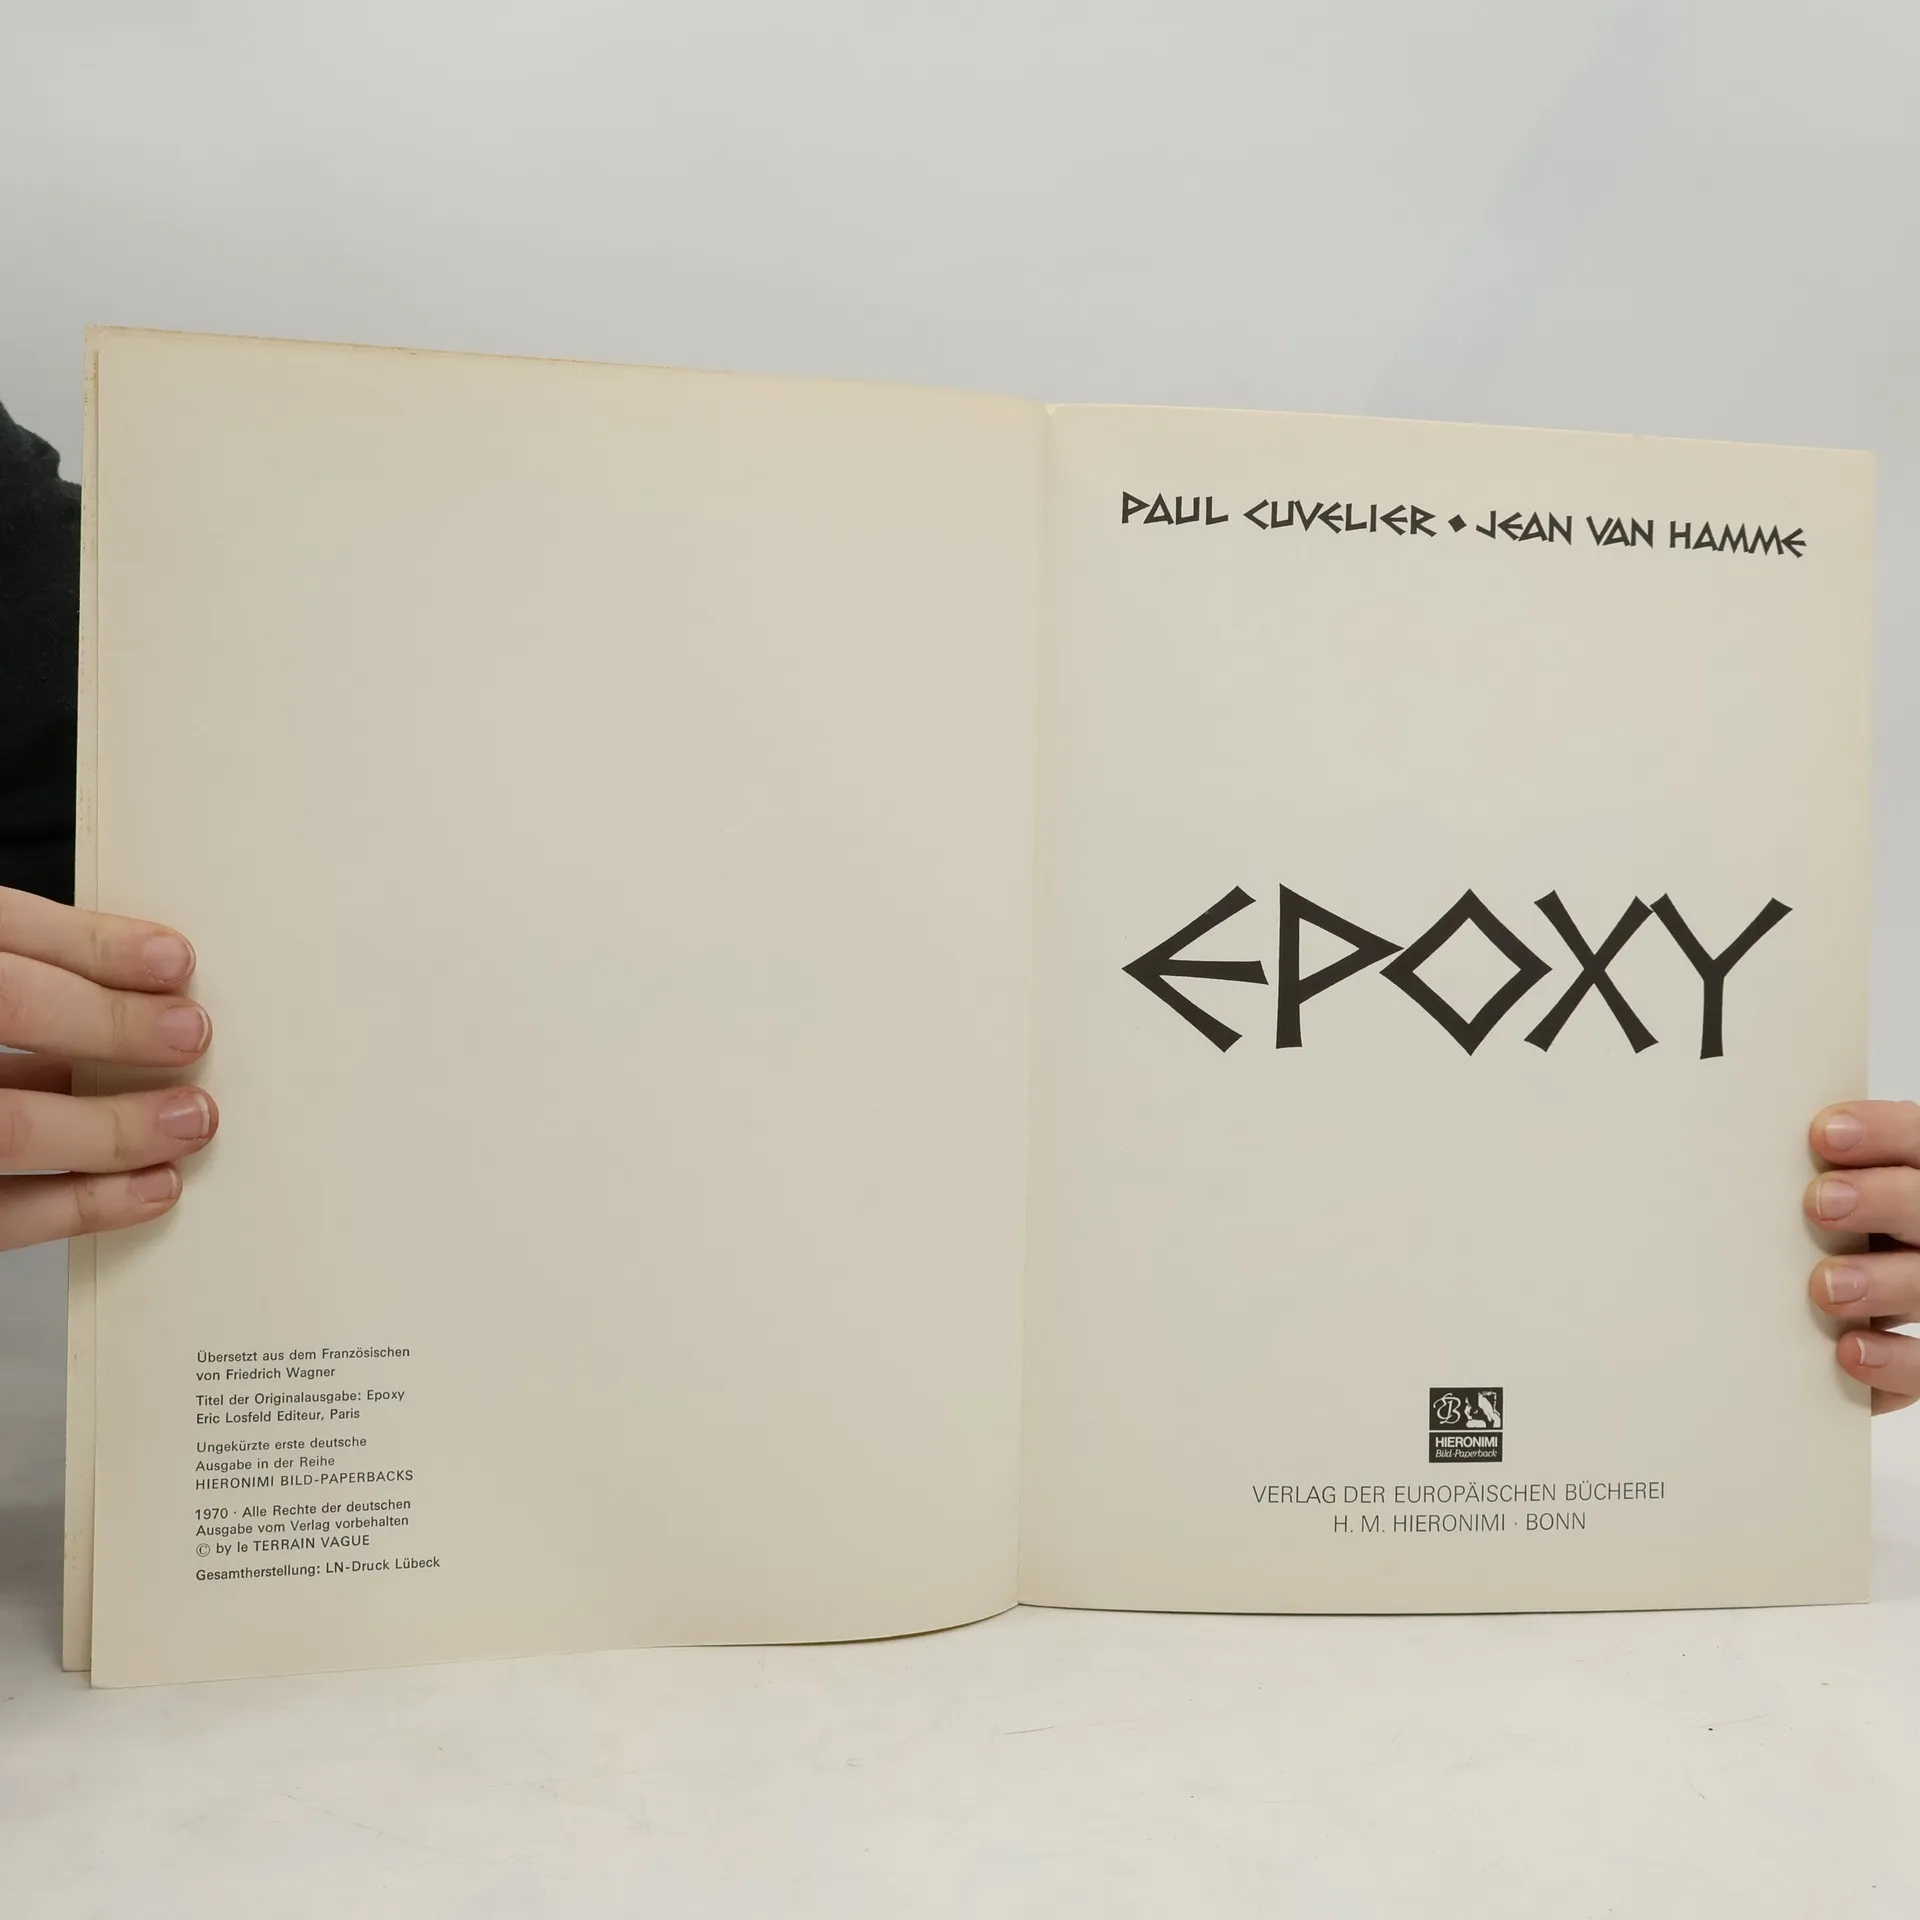 Übersetzt aus dem Französischen
von Friedrich Wagner
Titel der Originalausgabe: Epoxy
Eric Losfeld Editeur, Paris
Ungekürzte erste deutsche
Ausgabe in der Reihe
HIERONIMI BILD-PAPERBACKS
1970 · Alle Rechte der deutschen
Ausgabe vom Verlag vorbehalten
© by le TERRAIN VAGUE
Gesamtherstellung: LN-Druck Lübeck
PAUL CUVELIER ◆ JEAN VAN HAMME
EPOXY
EB
HIERONIMI
Bild-Paperback
VERLAG DER EUROPÄISCHEN BÜCHEREI
H. M. HIERONIMI · BONN